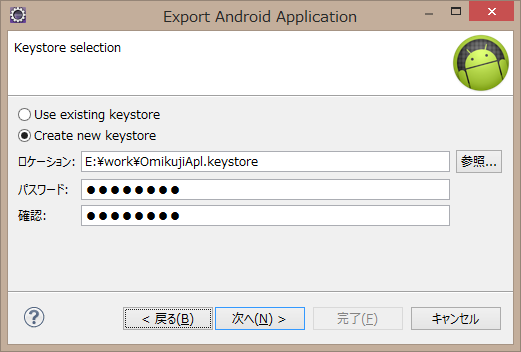 Export Android Application
Keystore selection
Use existing keystore
Create new keystore
ロケーション: E:¥work¥OmikujiApl.keystore 参照...
パスワード: ●●●●●●●●
確認: ●●●●●●●●
? < 戻る(B) 次へ(N) > 完了(F) キャンセル